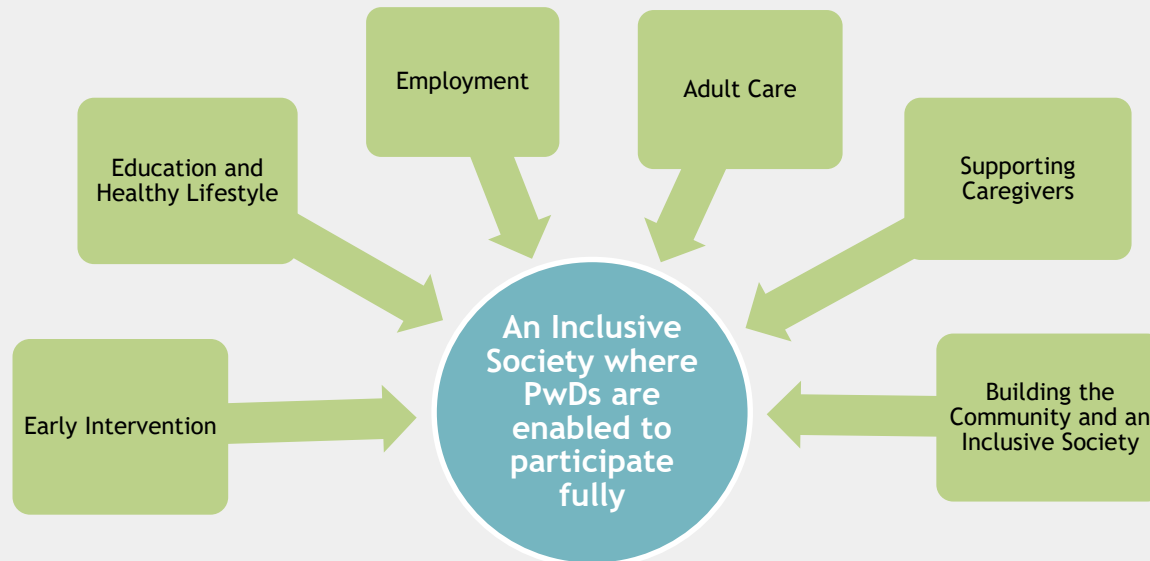 Employment
Adult Care
Education and
Healthy Lifestyle
Supporting
Caregivers
An Inclusive
Society where
PwDs are
enabled to
participate
fully
Early Intervention
Building the
Community and an
Inclusive Society